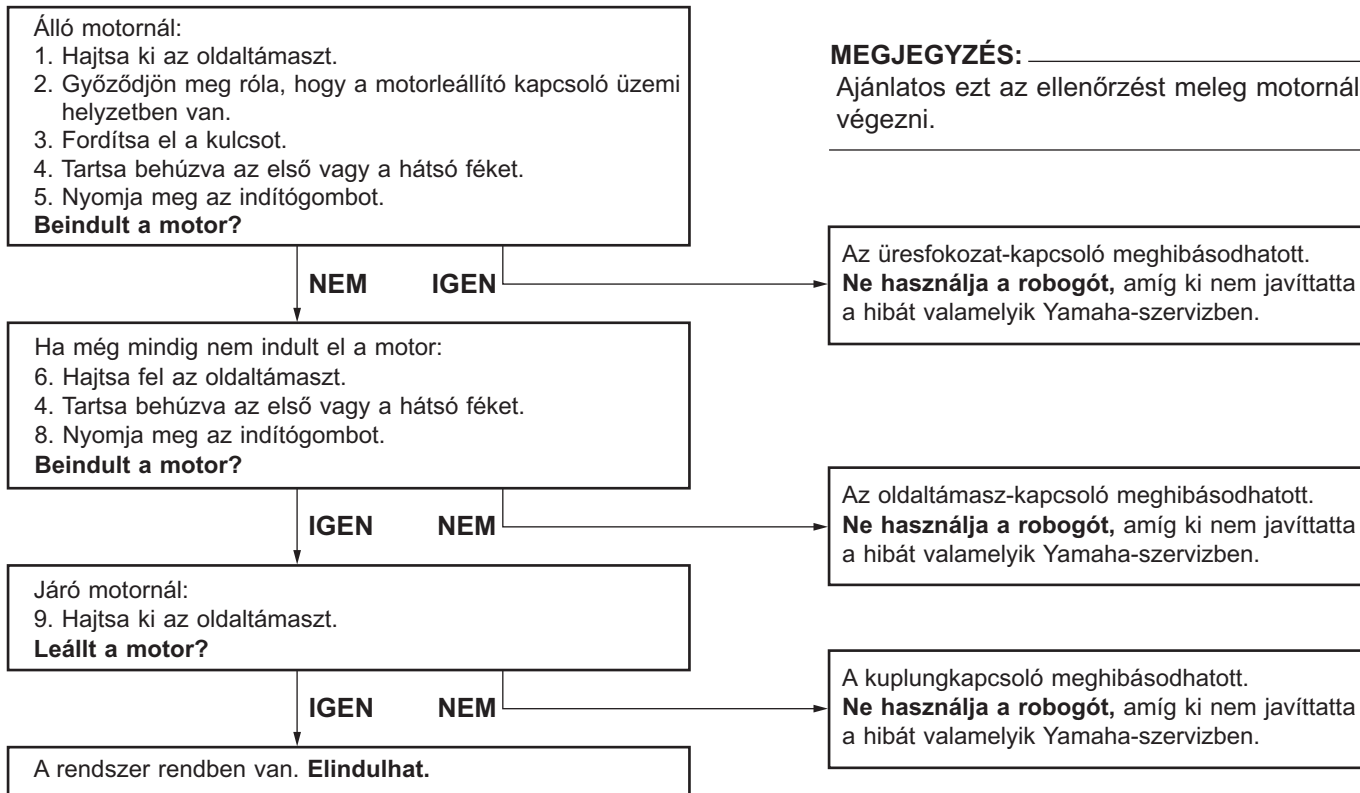 Álló motornál:
1. Hajtsa ki az oldaltámaszt.
2. Győződjön meg róla, hogy a motorleállító kapcsoló üzemi
helyzetben van.
3. Fordítsa el a kulcsot.
4. Tartsa behúzva az első vagy a hátsó féket.
5. Nyomja meg az indítógombot.
Beindult a motor?
MEGJEGYZÉS:
Ajánlatos ezt az ellenőrzést meleg motornál
végezni.
NEM IGEN
Az üresfokozat-kapcsoló meghibásodhatott.
Ne használja a robogót, amíg ki nem javíttatta
a hibát valamelyik Yamaha-szervizben.
Ha még mindig nem indult el a motor:
6. Hajtsa fel az oldaltámaszt.
4. Tartsa behúzva az első vagy a hátsó féket.
8. Nyomja meg az indítógombot.
Beindult a motor?
IGEN NEM
Az oldaltámasz-kapcsoló meghibásodhatott.
Ne használja a robogót, amíg ki nem javíttatta
a hibát valamelyik Yamaha-szervizben.
Járó motornál:
9. Hajtsa ki az oldaltámaszt.
Leállt a motor?
IGEN NEM
A kuplungkapcsoló meghibásodhatott.
Ne használja a robogót, amíg ki nem javíttatta
a hibát valamelyik Yamaha-szervizben.
A rendszer rendben van. Elindulhat.